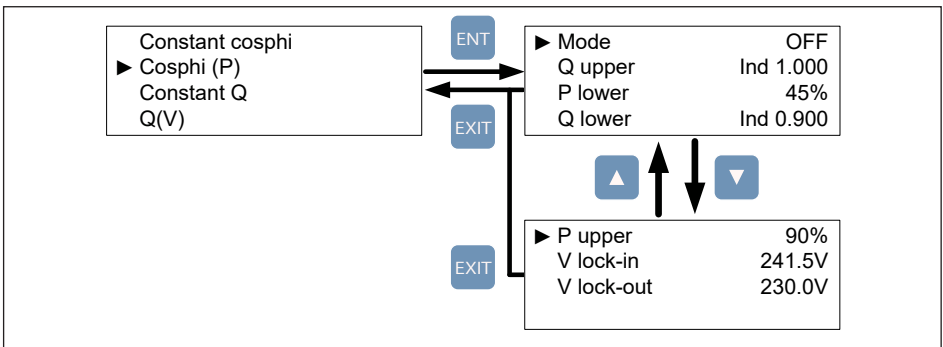 Constant cosphi
► Cosphi (P)
Constant Q
Q(V)
ENT
EXIT
► Mode OFF
Q upper Ind 1.000
P lower 45%
Q lower Ind 0.900
▲
▼
EXIT
► P upper 90%
V lock-in 241.5V
V lock-out 230.0V